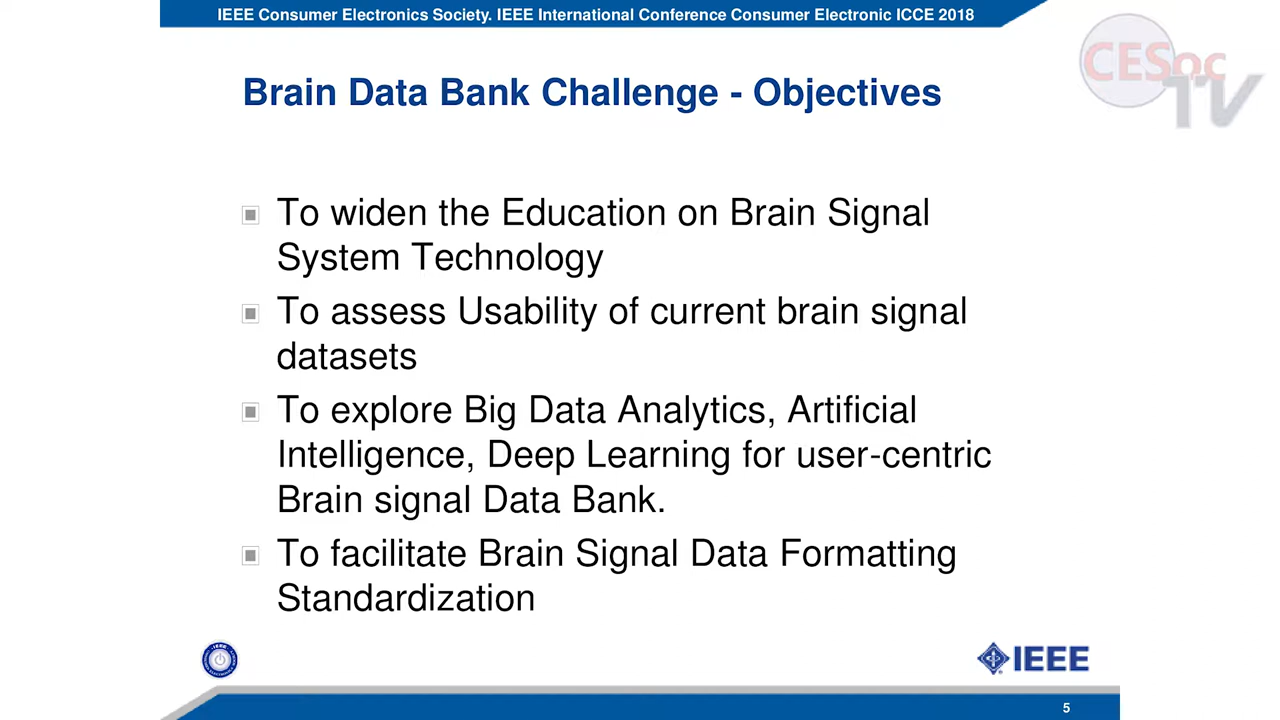 IEEE Consumer Electronics Society. IEEE International Conference Consumer Electronic ICCE 2018
CESoc
TV
Brain Data Bank Challenge - Objectives
To widen the Education on Brain Signal
System Technology
To assess Usability of current brain signal
datasets
To explore Big Data Analytics, Artificial
Intelligence, Deep Learning for user-centric
Brain signal Data Bank.
To facilitate Brain Signal Data Formatting
Standardization
IEEE
IEEE
5